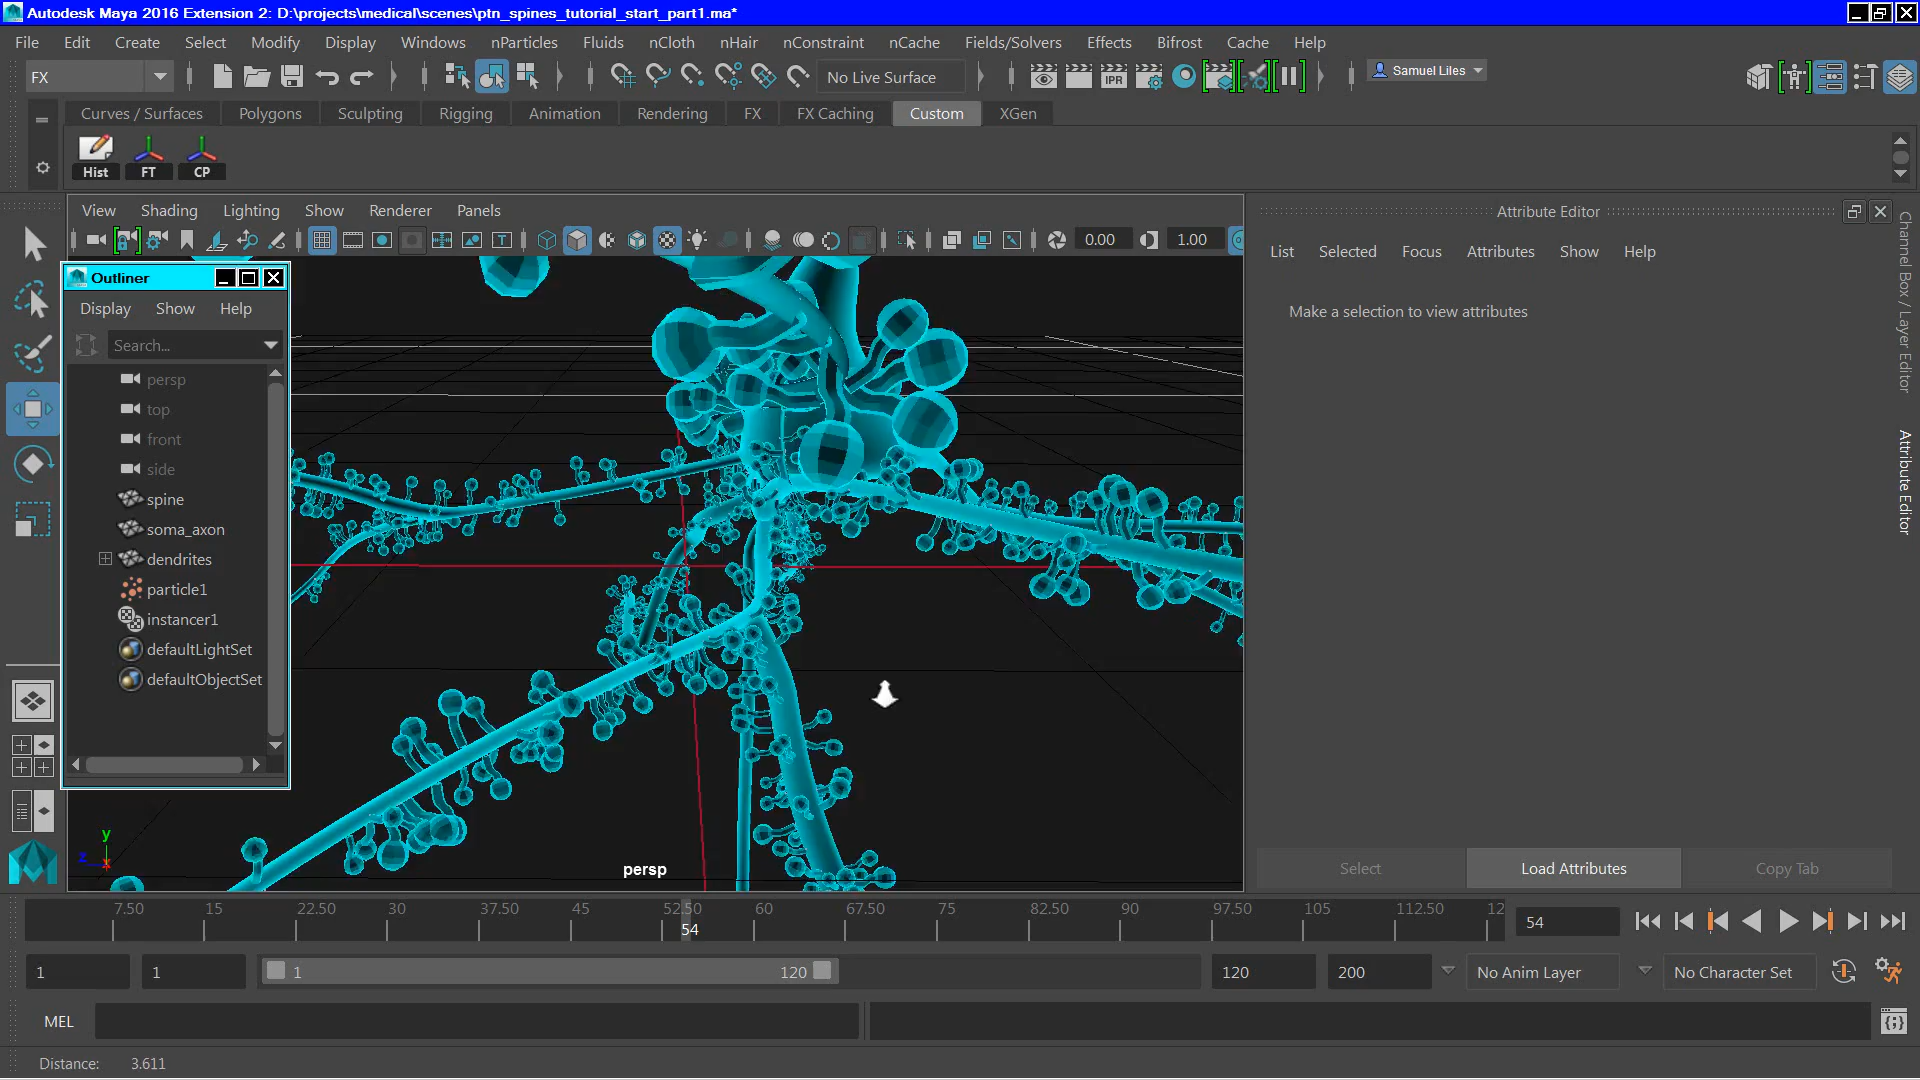 Autodesk Maya 2016 Extension 2: D:\projects\medical\scenes\ptn_spines_tutorial_start_part1.ma*
File Edit Create Select Modify Display Windows nParticles Fluids nCloth nHair nConstraint nCache Fields/Solvers Effects Bifrost Cache Help
FX No Live Surface IPR Samuel Liles
Curves / Surfaces Polygons Sculpting Rigging Animation Rendering FX FX Caching Custom XGen
Hist FT CP
View Shading Lighting Show Renderer Panels
0.00 1.00
Outliner
Display Show Help
Search...
persp
top
front
side
spine
soma_axon
dendrites
particle1
instancer1
defaultLightSet
defaultObjectSet
y
z x
persp
Attribute Editor
List Selected Focus Attributes Show Help
Make a selection to view attributes
Select Load Attributes Copy Tab
Channel Box / Layer Editor
Attribute Editor
7.50 15 22.50 30 37.50 45 52.50 60 67.50 75 82.50 90 97.50 105 112.50 12
54 54
1 1 1 120 120 200 No Anim Layer No Character Set
MEL
Distance: 3.611